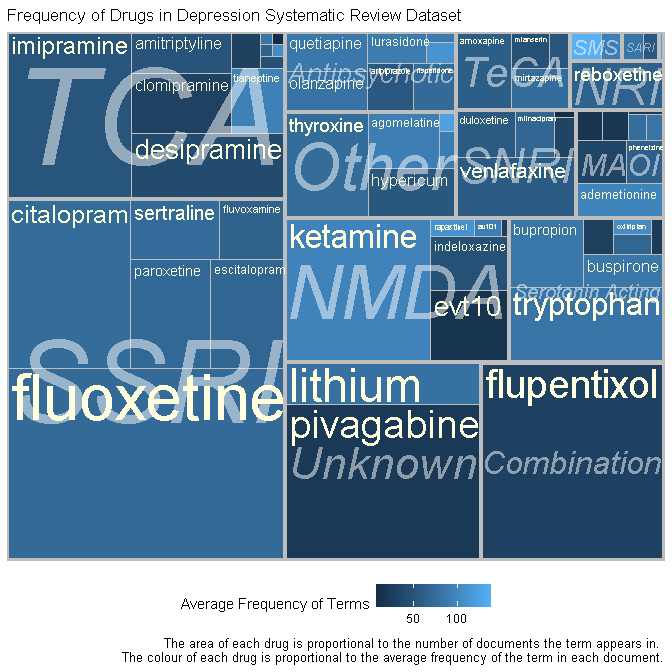 Frequency of Drugs in Depression Systematic Review Dataset
imipramine
amitriptyline
clomipramine
tianeptine
desipramine
TCA
quetiapine
lurasidone
olanzapine
aripiprazole
risperidone
Antipsychotic
amoxapine
mianserin
mirtazapine
TeCA
SMS
SARI
reboxetine
NRI
thyroxine
agomelatine
hypericum
Other
duloxetine
milnacipran
venlafaxine
SNRI
phenelzine
ademetionine
MAOI
citalopram
sertraline
fluvoxamine
paroxetine
escitalopram
fluoxetine
SSRI
ketamine
rapastinel
indeloxazine
evt10
NMDA
bupropion
buspirone
tryptophan
Serotonin Acting
lithium
pivagabine
Unknown
flupentixol
Combination
Average Frequency of Terms
50 100
The area of each drug is proportional to the number of documents the term appears in.
The colour of each drug is proportional to the average frequency of the term in each document.